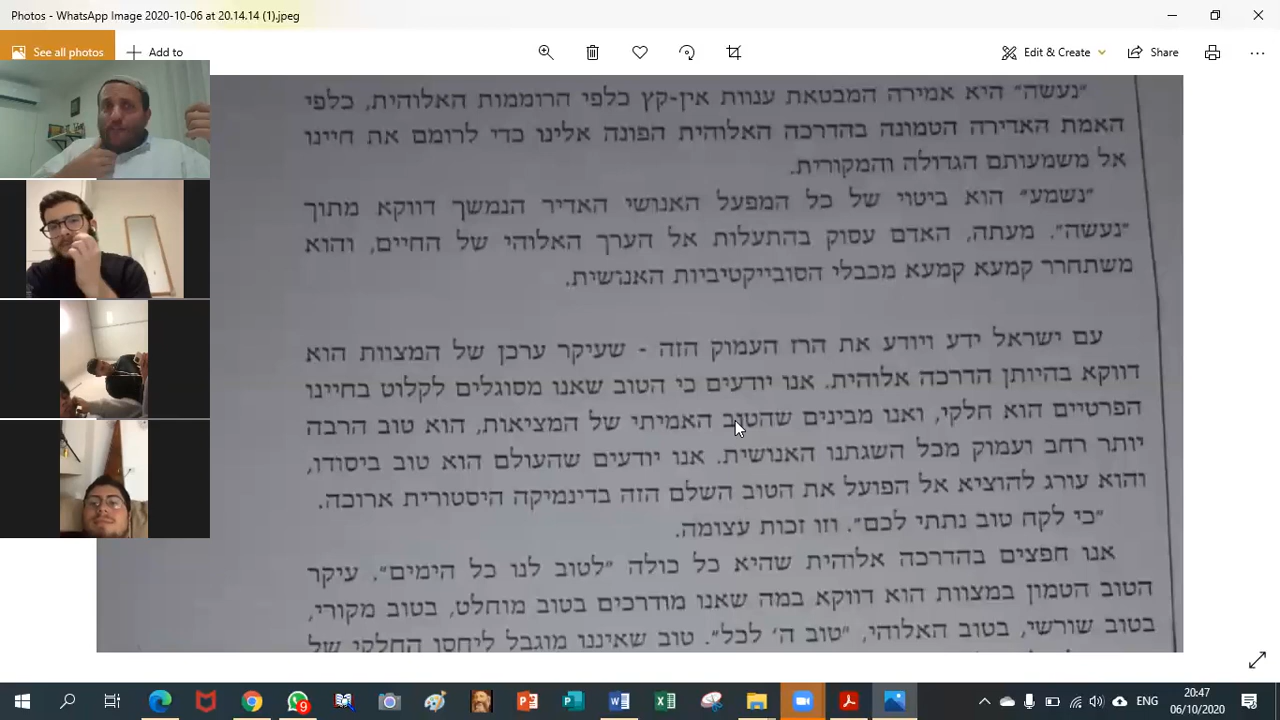 Photos - WhatsApp Image 2020-10-06 at 20.14.14 (1).jpeg
See all photos
Add to
Edit & Create
Share
"נעשה" היא אמירה המבטאת ענוות אין-קץ כלפי הרוממות האלוהית, כלפי
האמת האדירה הטמונה בהדרכה האלוהית הפונה אלינו כדי לרומם את חיינו
אל משמעותם הגדולה והמקורית.
"נשמע" הוא ביטוי של כל המפעל האנושי האדיר הנמשך דווקא מתוך
"נעשה". מעתה, האדם עסוק בהתעלות אל הערך האלוהי של החיים, והוא
משתחרר קמעא קמעא מכבלי הסובייקטיביות האנושית.
עם ישראל ידע ויודע את הרז העמוק הזה - שעיקר ערכן של המצוות הוא
דווקא בהיותן הדרכה אלוהית. אנו יודעים כי הטוב שאנו מסוגלים לקלוט בחיינו
הפרטיים הוא חלקי, ואנו מבינים שהטוב האמיתי של המציאות, הוא טוב הרבה
יותר רחב ועמוק מכל השגתנו האנושית. אנו יודעים שהעולם הוא טוב ביסודו,
והוא עורג להוציא אל הפועל את הטוב השלם הזה בדינמיקה היסטורית ארוכה.
"כי לקח טוב נתתי לכם". וזו זכות עצומה.
אנו חפצים בהדרכה אלוהית שהיא כל כולה "לטוב לנו כל הימים". עיקר
הטוב הטמון במצוות הוא דווקא במה שאנו מודרכים בטוב מוחלט, בטוב מקורי,
בטוב שורשי, בטוב האלוהי, "טוב ה' לכל". טוב שאיננו מוגבל ליחסו החלקי של
9
ENG
20:47
06/10/2020